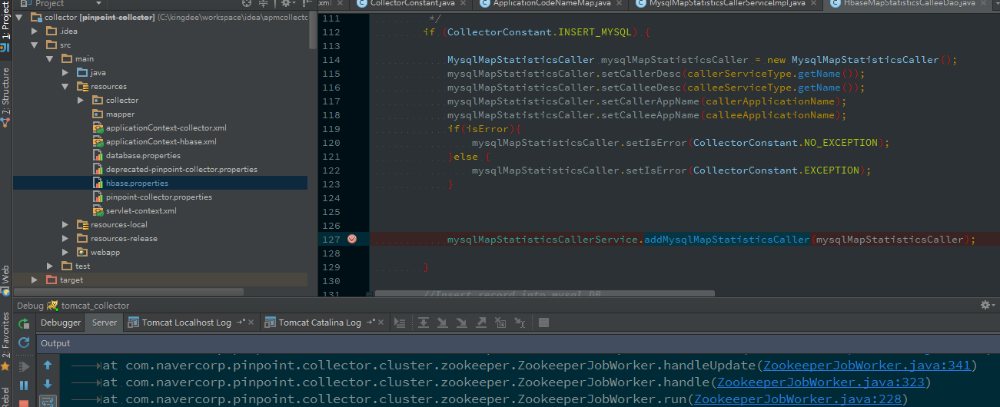 Project
.xml
CollectorConstant.java
ApplicationCodeNameMap.java
MysqlMapStatisticsCallerServiceImpl.java
HbaseMapStatisticsCalleeDao.java
1: Project
7: Structure
Web
2: Favorites
Rebel
collector [pinpoint-collector] (C:\kingdee\workspace\idea\apmcollect
.idea
src
main
java
resources
collector
mapper
applicationContext-collector.xml
applicationContext-hbase.xml
database.properties
deprecated-pinpoint-collector.properties
hbase.properties
pinpoint-collector.properties
servlet-context.xml
resources-local
resources-release
webapp
test
target
111 */
112 if (CollectorConstant.INSERT_MYSQL) {
113
114 MysqlMapStatisticsCaller mysqlMapStatisticsCaller = new MysqlMapStatisticsCaller();
115 mysqlMapStatisticsCaller.setCallerDesc(callerServiceType.getName());
116 mysqlMapStatisticsCaller.setCalleeDesc(calleeServiceType.getName());
117 mysqlMapStatisticsCaller.setCallerAppName(callerApplicationName);
118 mysqlMapStatisticsCaller.setCalleeAppName(calleeApplicationName);
119 if(isError){
120 mysqlMapStatisticsCaller.setIsError(CollectorConstant.NO_EXCEPTION);
121 }else {
122 mysqlMapStatisticsCaller.setIsError(CollectorConstant.EXCEPTION);
123 }
124
125
126
127 mysqlMapStatisticsCallerService.addMysqlMapStatisticsCaller(mysqlMapStatisticsCaller);
128
129 }
130
131 //Insert record into mysql DB
Debug tomcat_collector
Debugger Server Tomcat Localhost Log Tomcat Catalina Log
Output
at com.navercorp.pinpoint.collector.cluster.zookeeper.ZookeeperJobWorker.handleUpdate(ZookeeperJobWorker.java:341)
at com.navercorp.pinpoint.collector.cluster.zookeeper.ZookeeperJobWorker.handle(ZookeeperJobWorker.java:323)
at com.navercorp.pinpoint.collector.cluster.zookeeper.ZookeeperJobWorker.run(ZookeeperJobWorker.java:228)